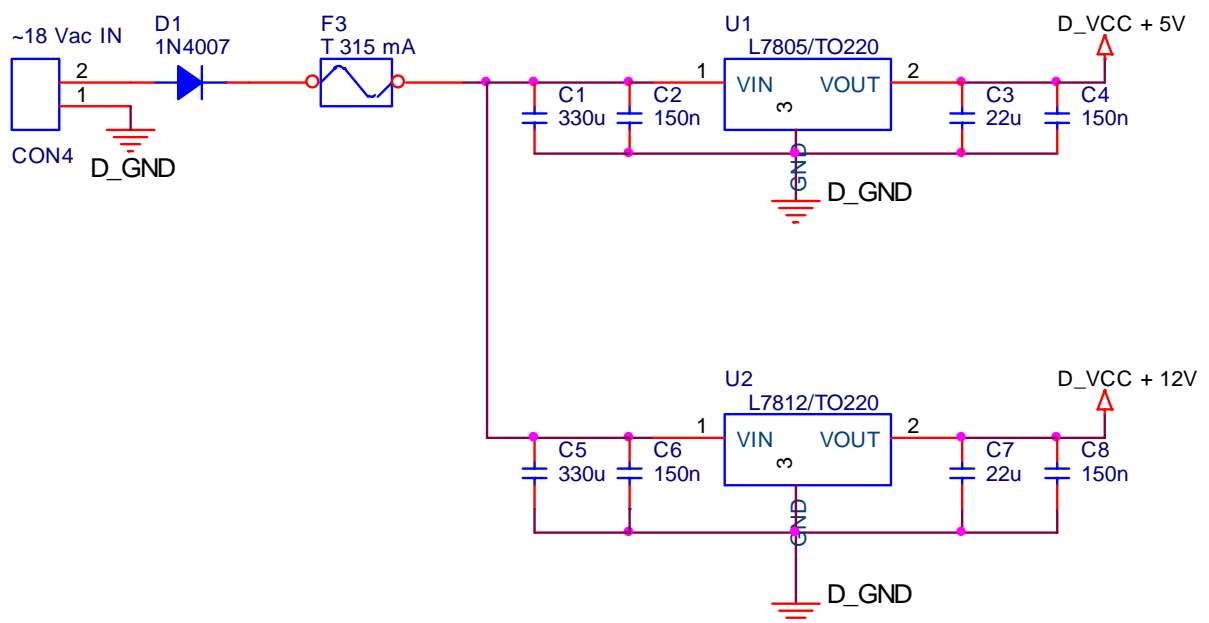 ~18 Vac IN
2
1
CON4
D_GND
D1
1N4007
F3
T 315 mA
C1
330u
C2
150n
U1
L7805/TO220
1
VIN
VOUT
2
3
GND
D_GND
C3
22u
C4
150n
D_VCC + 5V
C5
330u
C6
150n
U2
L7812/TO220
1
VIN
VOUT
2
3
GND
D_GND
C7
22u
C8
150n
D_VCC + 12V